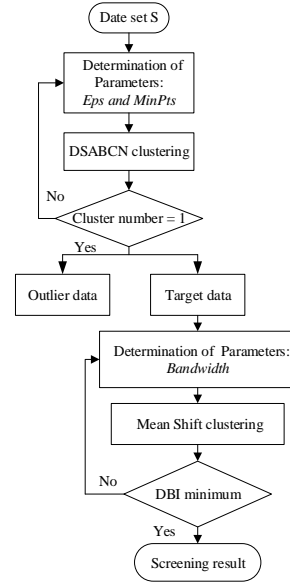 Date set S
Determination of
Parameters:
Eps and MinPts
DSABCN clustering
No
Cluster number = 1
Yes
Outlier data
Target data
Determination of Parameters:
Bandwidth
Mean Shift clustering
No
DBI minimum
Yes
Screening result